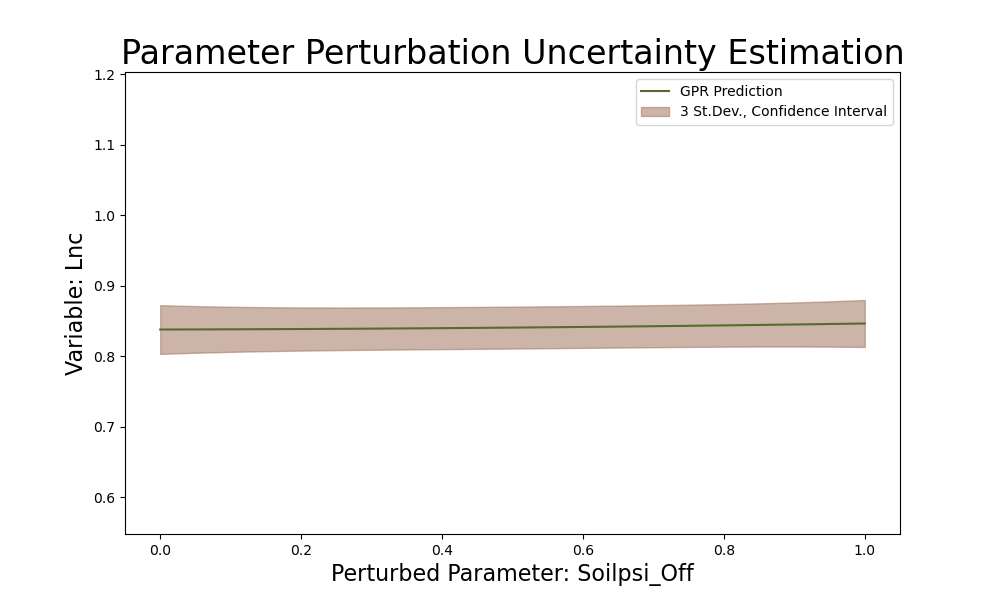 Parameter Perturbation Uncertainty Estimation
GPR Prediction
3 St.Dev., Confidence Interval
Variable: Lnc
1.2
1.1
1.0
0.9
0.8
0.7
0.6
0.0 0.2 0.4 0.6 0.8 1.0
Perturbed Parameter: Soilpsi_Off